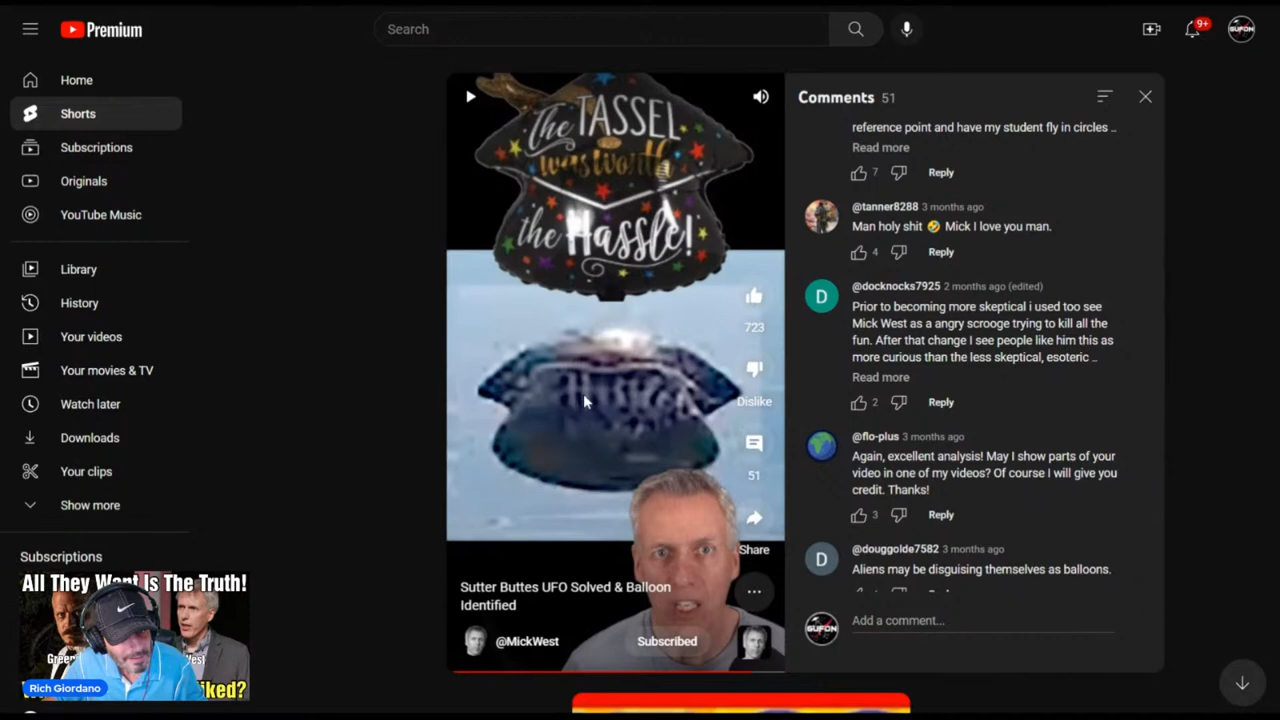 Premium
Search
9+
GUFON
Home
Shorts
Subscriptions
Originals
YouTube Music
Library
History
Your videos
Your movies & TV
Watch later
Downloads
Your clips
Show more
Subscriptions
All They Want Is The Truth!
Gree
West
iked?
Rich Giordano
The TASSEL
was worth
the Hassle!
723
Dislike
51
Share
Sutter Buttes UFO Solved & Balloon
Identified
@MickWest
Subscribed
Comments 51
reference point and have my student fly in circles ..
Read more
7 Reply
@tanner8288 3 months ago
Man holy shit 🤣 Mick I love you man.
4 Reply
D
@docknocks7925 2 months ago (edited)
Prior to becoming more skeptical i used too see
Mick West as a angry scrooge trying to kill all the
fun. After that change I see people like him this as
more curious than the less skeptical, esoteric ..
Read more
2 Reply
@flo-plus 3 months ago
Again, excellent analysis! May I show parts of your
video in one of my videos? Of course I will give you
credit. Thanks!
3 Reply
D
@douggolde7582 3 months ago
Aliens may be disguising themselves as balloons.
GUFON
Add a comment...